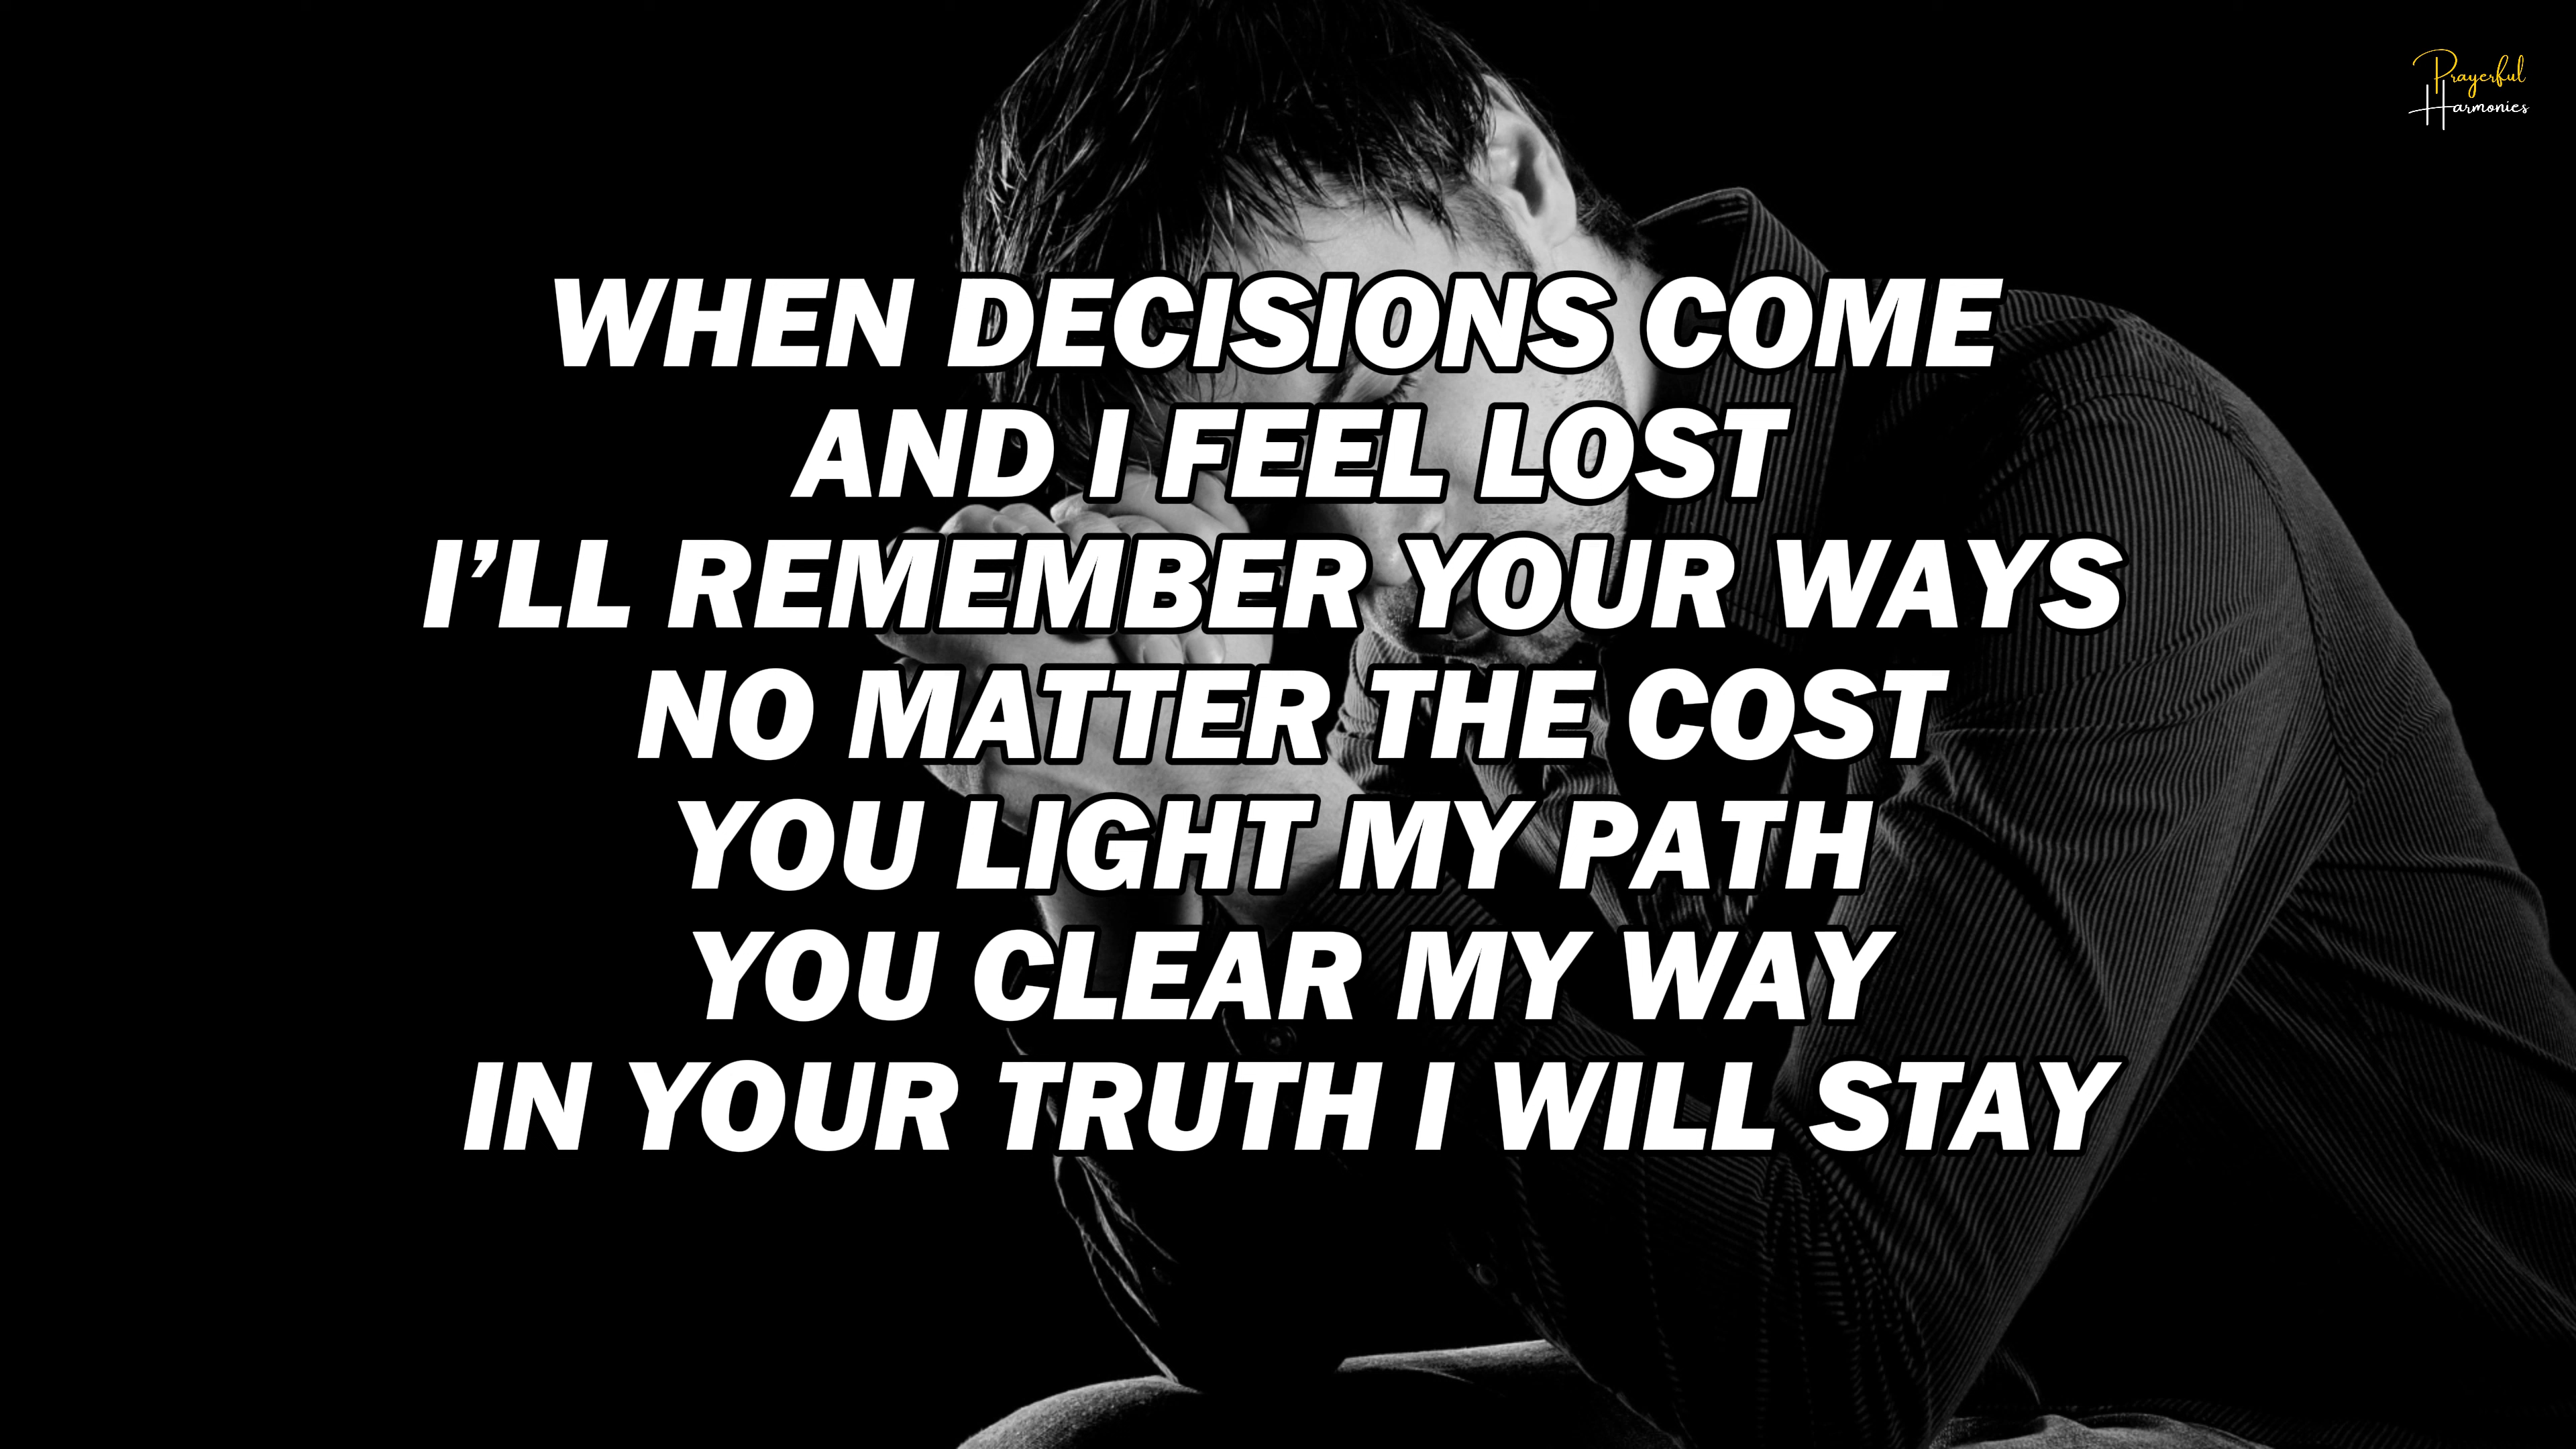 Prayerful
Harmonies
WHEN DECISIONS COME
AND I FEEL LOST
I’LL REMEMBER YOUR WAYS
NO MATTER THE COST
YOU LIGHT MY PATH
YOU CLEAR MY WAY
IN YOUR TRUTH I WILL STAY